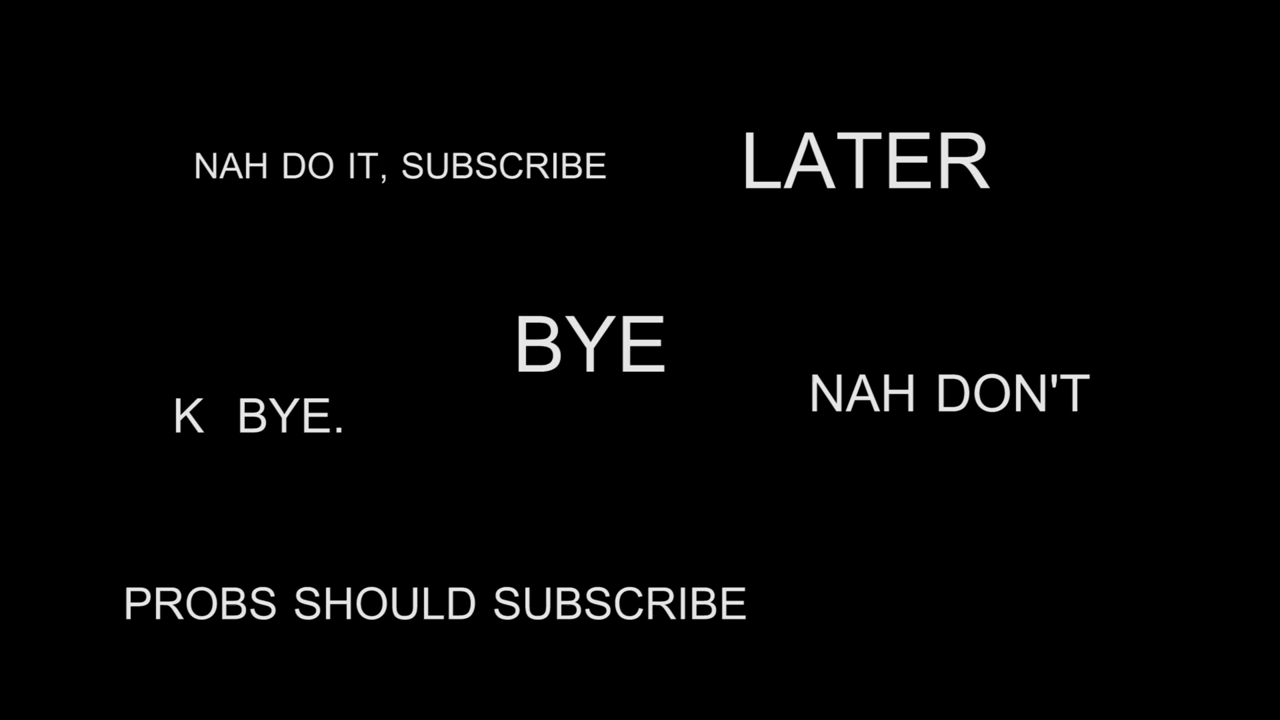 NAH DO IT, SUBSCRIBE
LATER
BYE
NAH DON'T
K  BYE.
PROBS SHOULD SUBSCRIBE